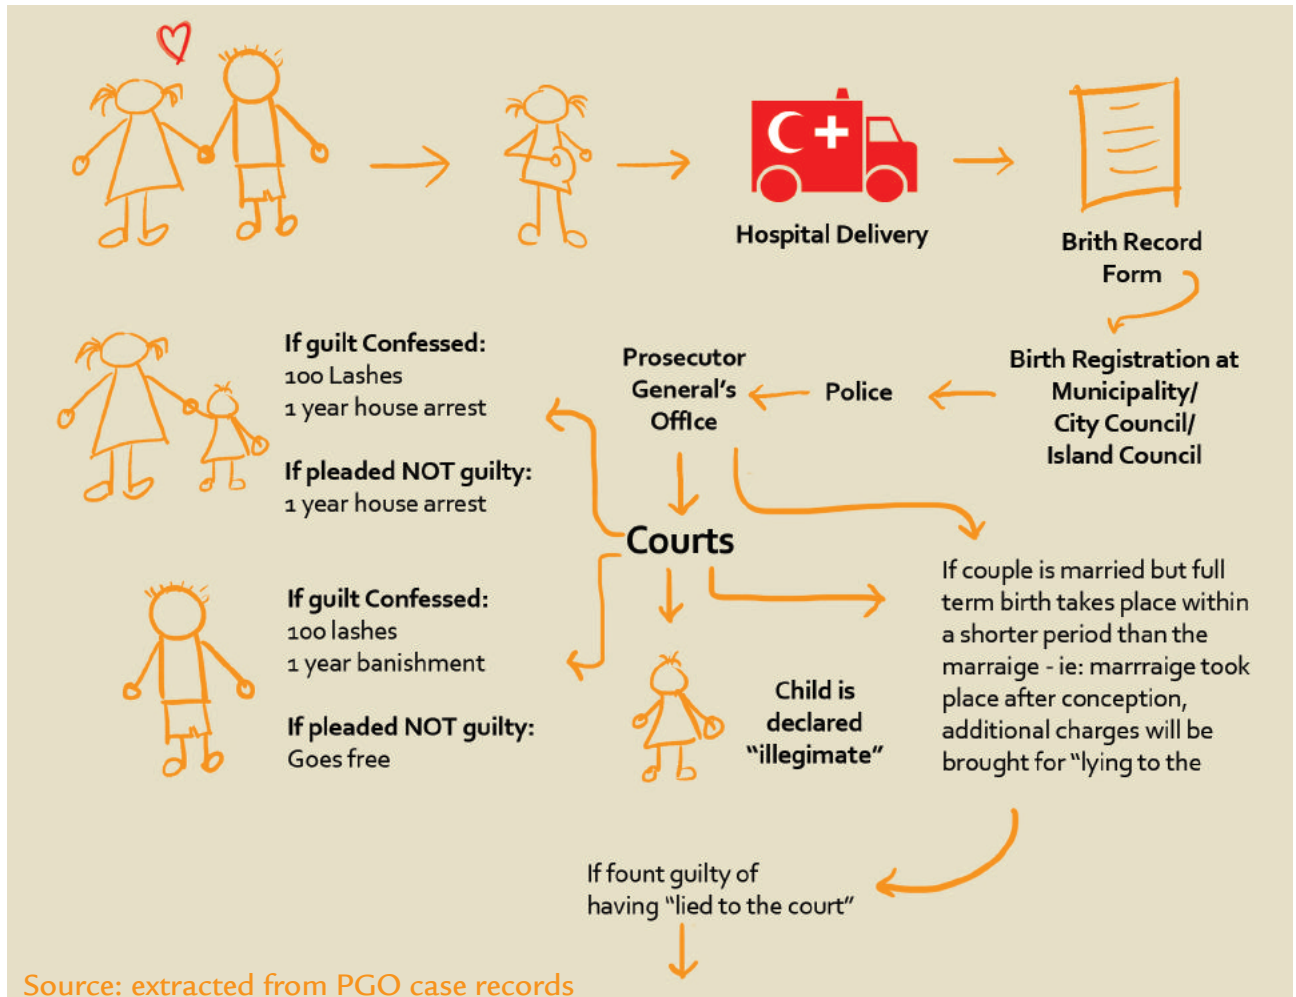 Hospital Delivery
Brith Record
Form
Birth Registration at
Municipality/
City Council/
Island Council
Police
Prosecutor
General's
Office
Courts
If guilt Confessed:
100 Lashes
1 year house arrest
If pleaded NOT guilty:
1 year house arrest
If guilt Confessed:
100 lashes
1 year banishment
If pleaded NOT guilty:
Goes free
Child is
declared
"illegimate"
If couple is married but full
term birth takes place within
a shorter period than the
marraige - ie: marrraige took
place after conception,
additional charges will be
brought for "lying to the
If fount guilty of
having "lied to the court"
Source: extracted from PGO case records